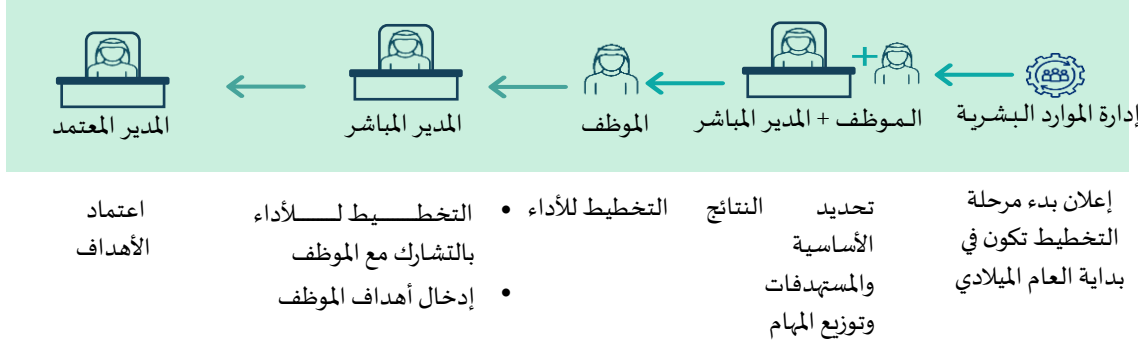 إدارة الموارد البشرية
الموظف + المدير المباشر
الموظف
المدير المباشر
المدير المعتمد
إعلان بدء مرحلة
التخطيط تكون في
بداية العام الميلادي
تحديد النتائج
الأساسية
والمستهدفات
وتوزيع المهام
التخطيط للأداء
• التخطيط للأداء
بالتشارك مع الموظف
• إدخال أهداف الموظف
اعتماد
الأهداف